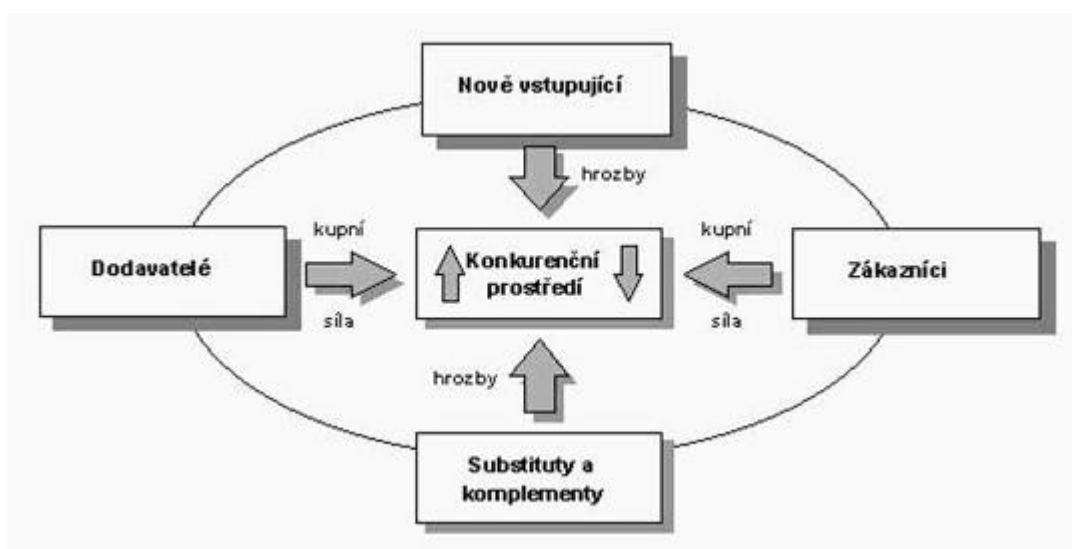 Nově vstupující
hrozby
kupní
kupní
Dodavatelé
Konkurenční
prostředí
Zákazníci
síla
síla
hrozby
Substituty a
komplementy